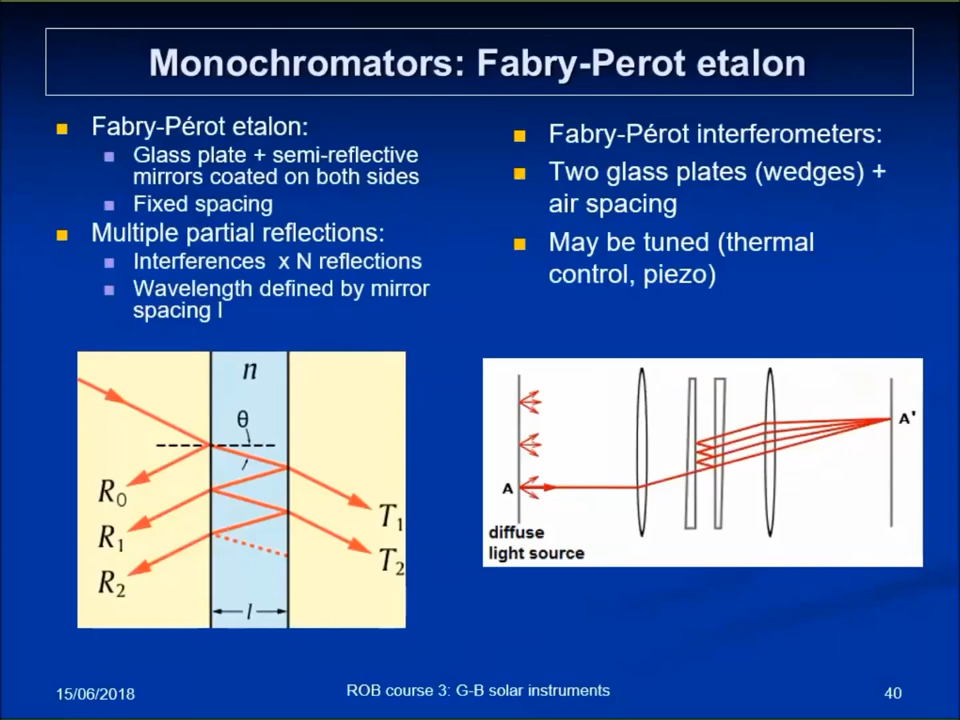 Monochromators: Fabry-Perot etalon
Fabry-Pérot etalon:
Glass plate + semi-reflective
mirrors coated on both sides
Fixed spacing
Multiple partial reflections:
Interferences x N reflections
Wavelength defined by mirror
spacing l
Fabry-Pérot interferometers:
Two glass plates (wedges) +
air spacing
May be tuned (thermal
control, piezo)
n
θ
R0
R1
R2
T1
T2
l
A
A'
diffuse
light source
15/06/2018
ROB course 3: G-B solar instruments
40